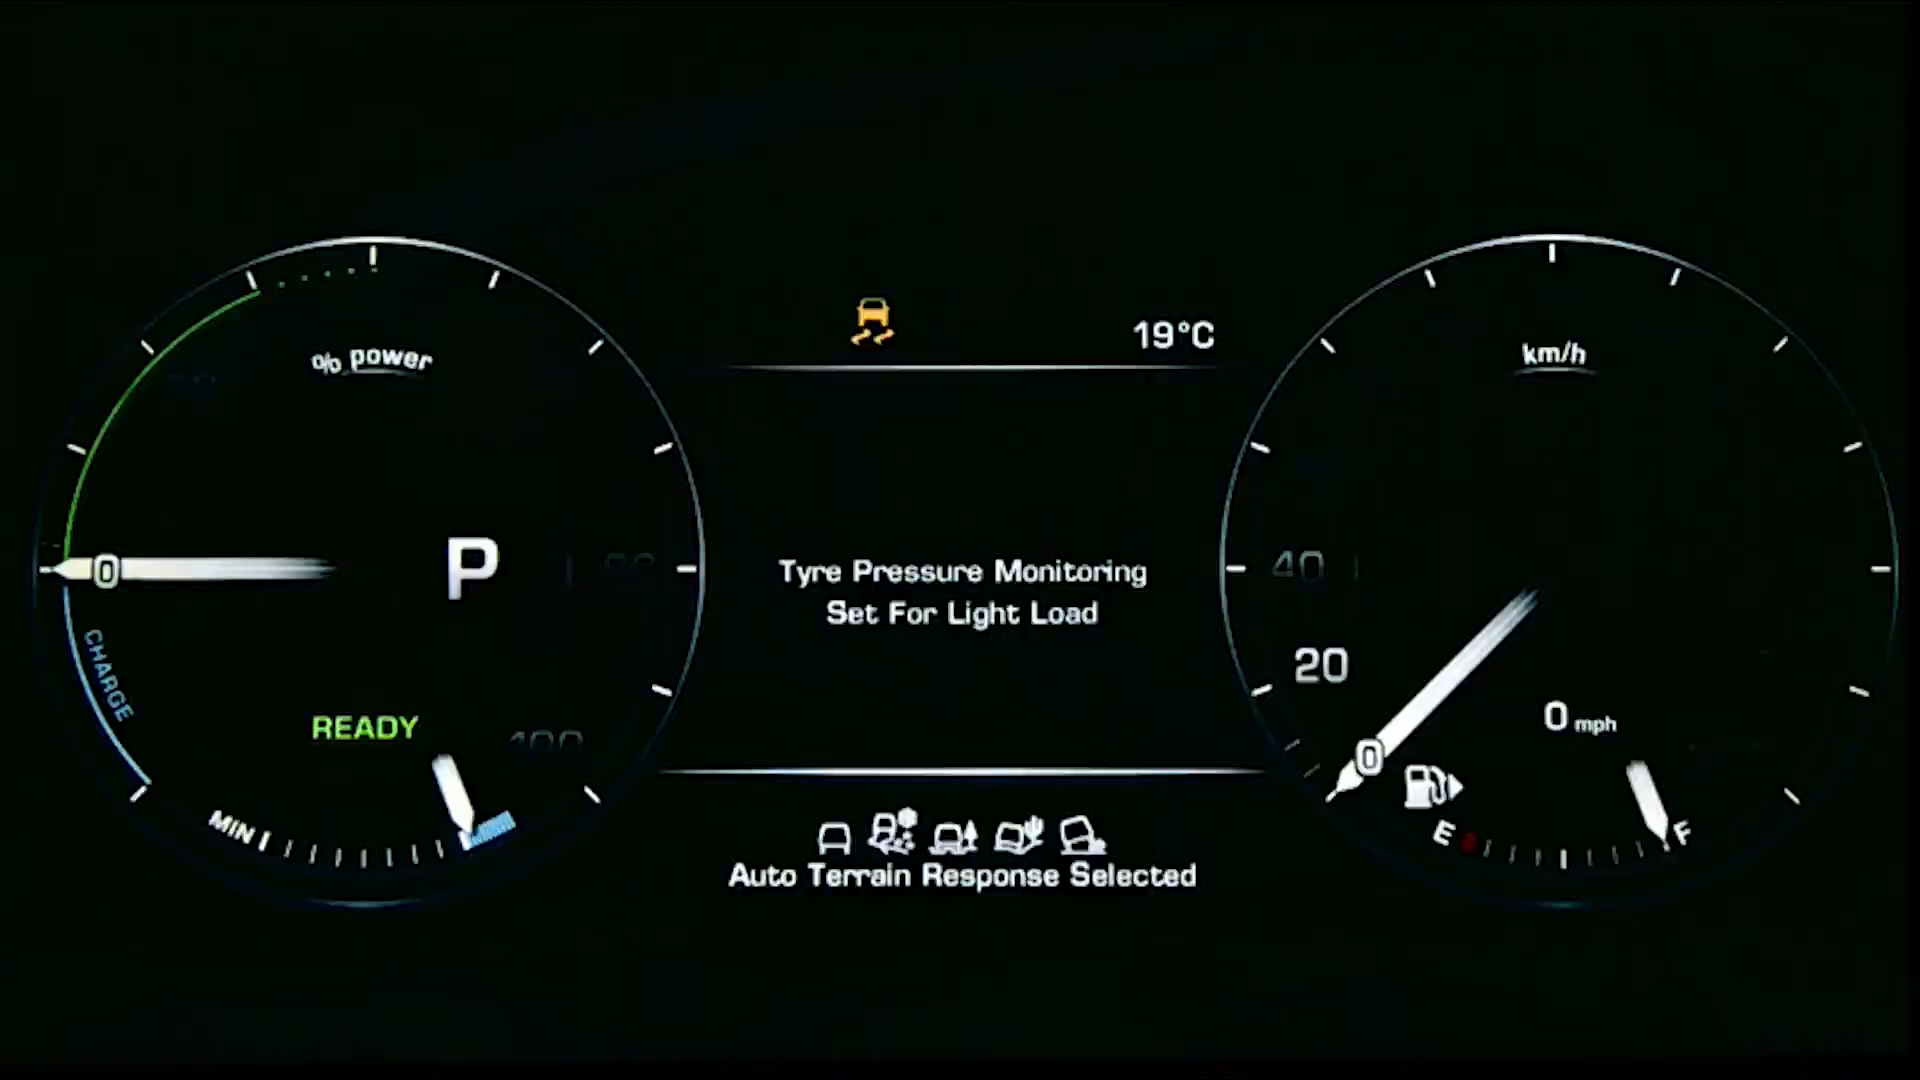 19°C
% power
km/h
0
P
Tyre Pressure Monitoring
Set For Light Load
40
CHARGE
20
READY
100
0 mph
0
MIN
E
F
Auto Terrain Response Selected